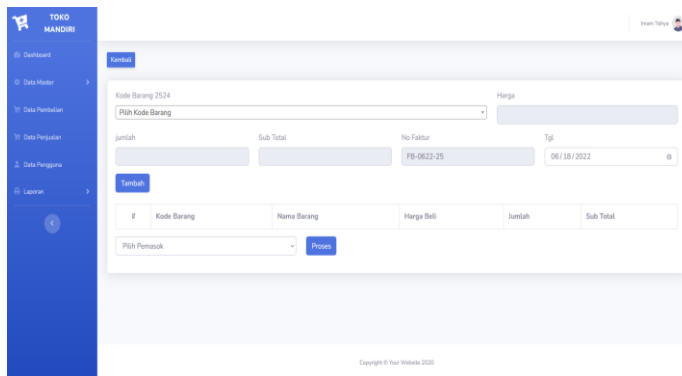 TOKO
MANDIRI
Imam Yahya
Dashboard
Data Master
Data Pembelian
Data Penjualan
Data Pengguna
Laporan
Kembali
Kode Barang 2524
Harga
Pilih Kode Barang
jumlah
Sub Total
No Faktur
Tgl
FB-0622-25
06/18/2022
Tambah
# Kode Barang Nama Barang Harga Beli Jumlah Sub Total
Pilih Pemasok
Proses
Copyright © Your Website 2020